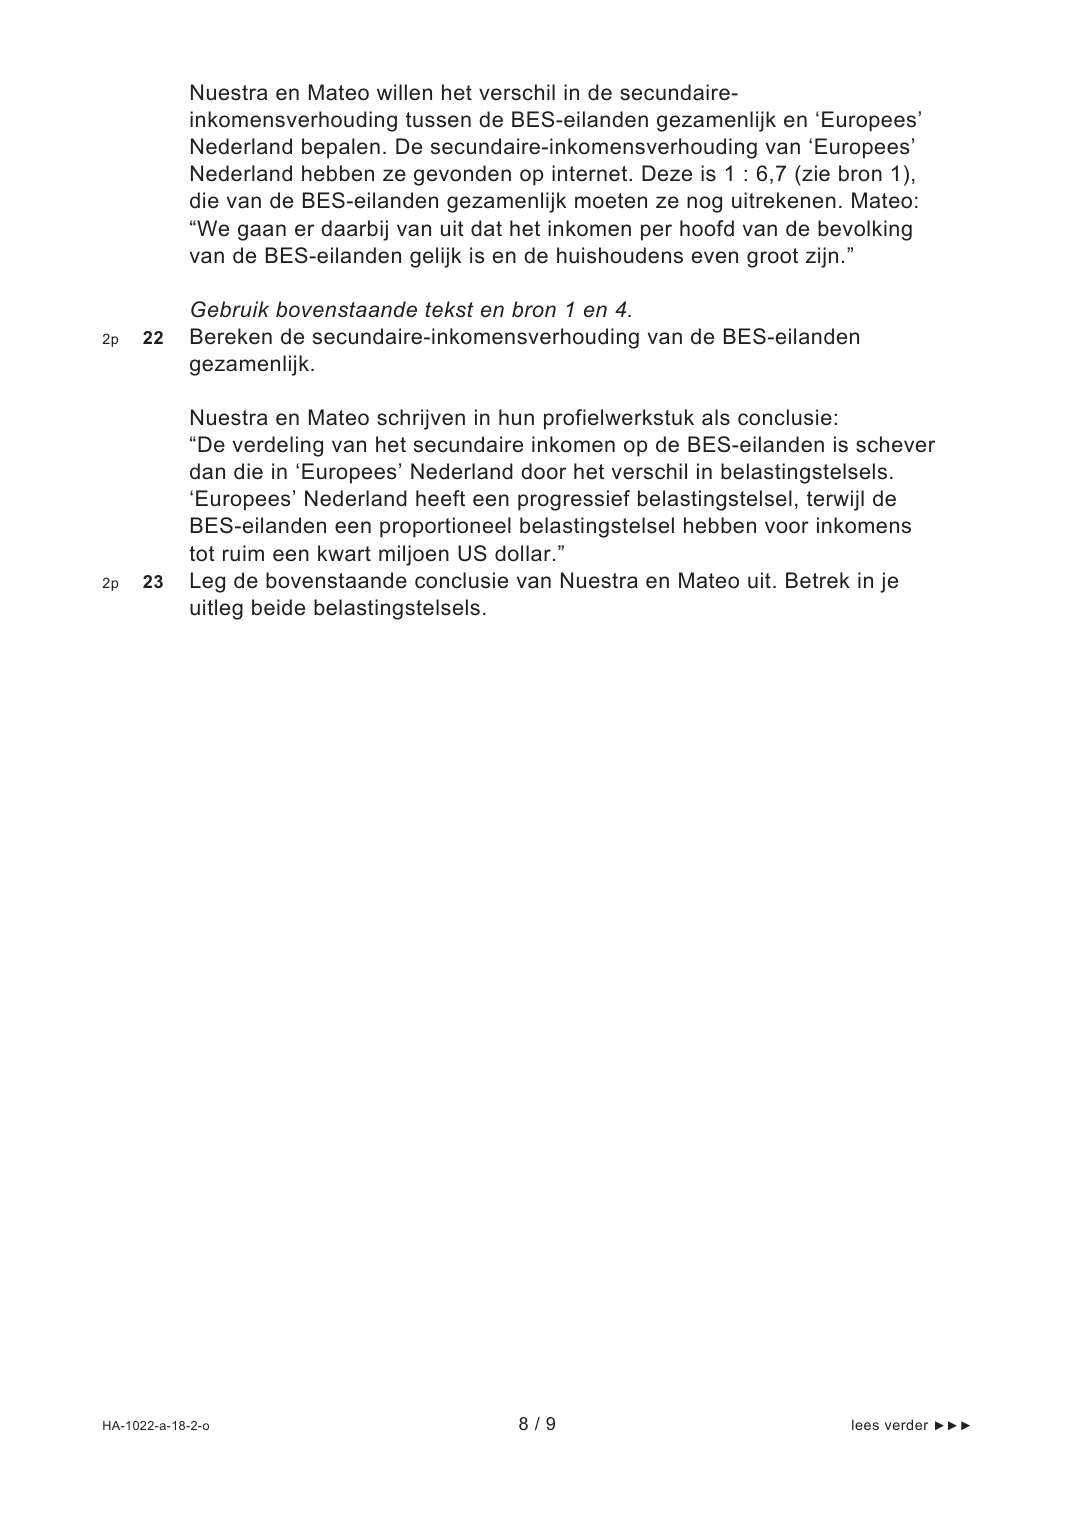 Nuestra en Mateo willen het verschil in de secundaire-
inkomensverhouding tussen de BES-eilanden gezamenlijk en ‘Europees’
Nederland bepalen. De secundaire-inkomensverhouding van ‘Europees’
Nederland hebben ze gevonden op internet. Deze is 1 : 6,7 (zie bron 1),
die van de BES-eilanden gezamenlijk moeten ze nog uitrekenen. Mateo:
“We gaan er daarbij van uit dat het inkomen per hoofd van de bevolking
van de BES-eilanden gelijk is en de huishoudens even groot zijn.”
Gebruik bovenstaande tekst en bron 1 en 4.
2p 22 Bereken de secundaire-inkomensverhouding van de BES-eilanden
gezamenlijk.
Nuestra en Mateo schrijven in hun profielwerkstuk als conclusie:
“De verdeling van het secundaire inkomen op de BES-eilanden is schever
dan die in ‘Europees’ Nederland door het verschil in belastingstelsels.
‘Europees’ Nederland heeft een progressief belastingstelsel, terwijl de
BES-eilanden een proportioneel belastingstelsel hebben voor inkomens
tot ruim een kwart miljoen US dollar.”
2p 23 Leg de bovenstaande conclusie van Nuestra en Mateo uit. Betrek in je
uitleg beide belastingstelsels.
HA-1022-a-18-2-o 8 / 9 lees verder ►►►